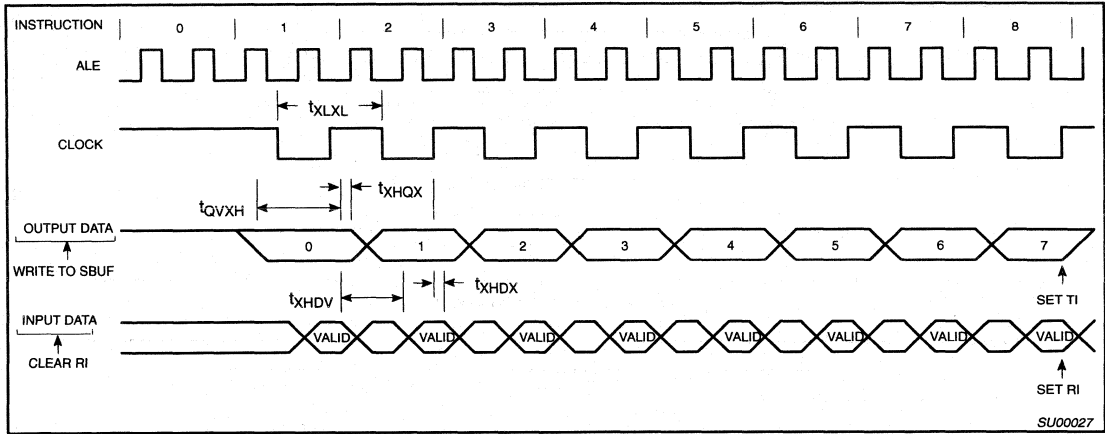 INSTRUCTION | 0 | 1 | 2 | 3 | 4 | 5 | 6 | 7 | 8 |
ALE
tXLXL
CLOCK
tXHQX
tQVXH
OUTPUT DATA
0 1 2 3 4 5 6 7
WRITE TO SBUF
SET TI
tXHDV
tXHDX
INPUT DATA
VALID VALID VALID VALID VALID VALID VALID VALID
CLEAR RI
SET RI
SU00027